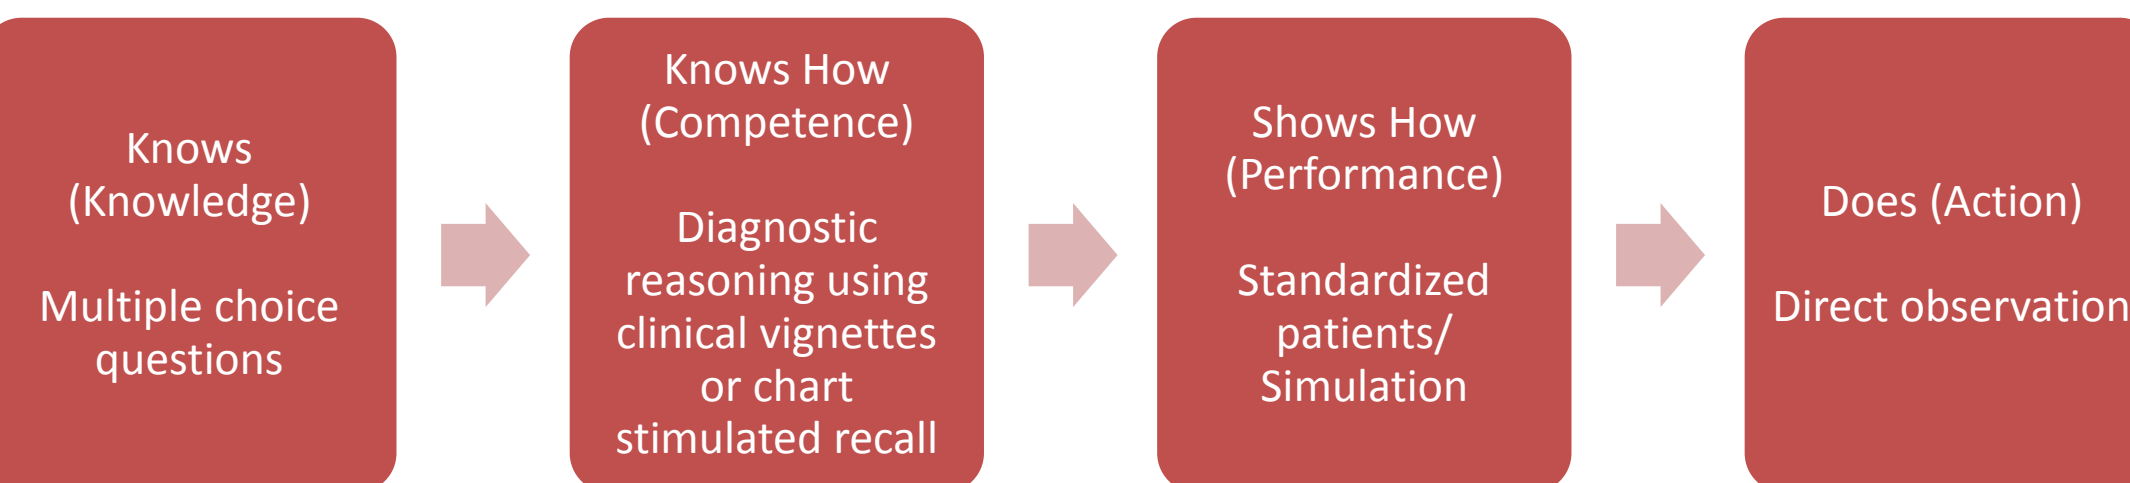 Knows
(Knowledge)
Multiple choice
questions
Knows How
(Competence)
Diagnostic
reasoning using
clinical vignettes
or chart
stimulated recall
Shows How
(Performance)
Standardized
patients/
Simulation
Does (Action)
Direct observation